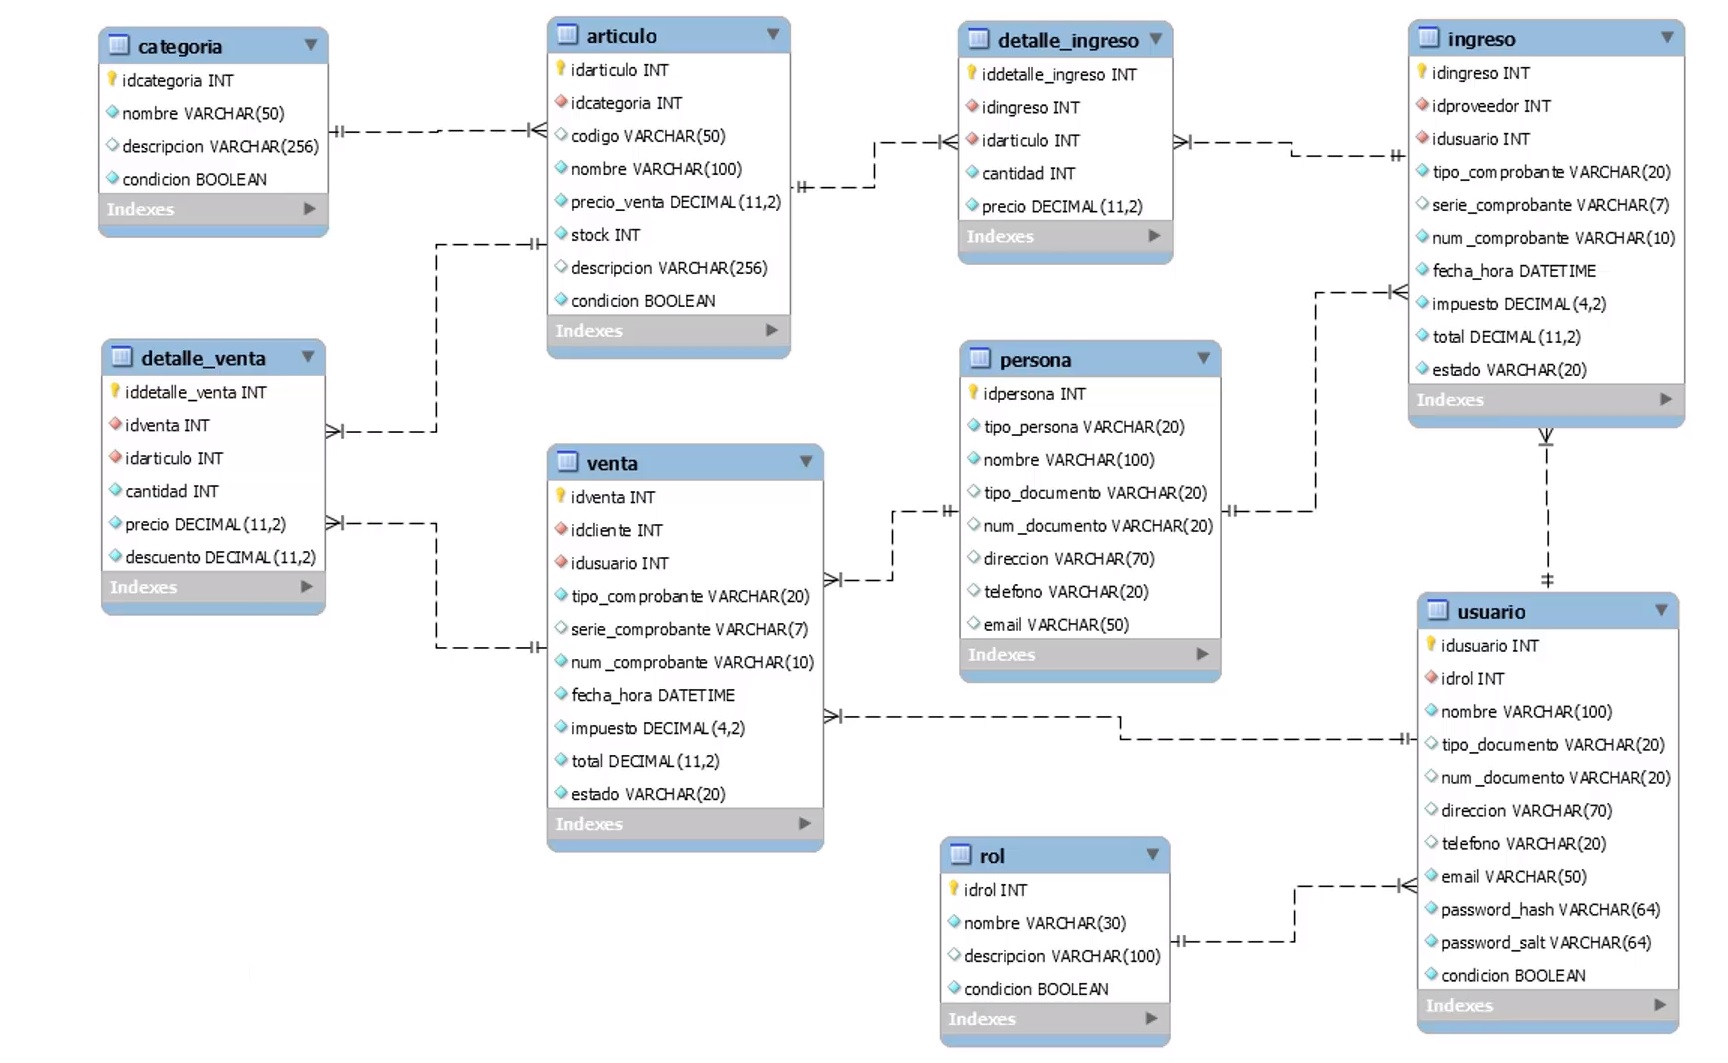 categoria
idcategoria INT
nombre VARCHAR(50)
descripcion VARCHAR(256)
condicion BOOLEAN
Indexes
articulo
idarticulo INT
idcategoria INT
codigo VARCHAR(50)
nombre VARCHAR(100)
precio_venta DECIMAL(11,2)
stock INT
descripcion VARCHAR(256)
condicion BOOLEAN
Indexes
detalle_ingreso
iddetalle_ingreso INT
idingreso INT
idarticulo INT
cantidad INT
precio DECIMAL(11,2)
Indexes
ingreso
idingreso INT
idproveedor INT
idusuario INT
tipo_comprobante VARCHAR(20)
serie_comprobante VARCHAR(7)
num_comprobante VARCHAR(10)
fecha_hora DATETIME
impuesto DECIMAL(4,2)
total DECIMAL(11,2)
estado VARCHAR(20)
Indexes
detalle_venta
iddetalle_venta INT
idventa INT
idarticulo INT
cantidad INT
precio DECIMAL(11,2)
descuento DECIMAL(11,2)
Indexes
venta
idventa INT
idcliente INT
idusuario INT
tipo_comprobante VARCHAR(20)
serie_comprobante VARCHAR(7)
num_comprobante VARCHAR(10)
fecha_hora DATETIME
impuesto DECIMAL(4,2)
total DECIMAL(11,2)
estado VARCHAR(20)
Indexes
persona
idpersona INT
tipo_persona VARCHAR(20)
nombre VARCHAR(100)
tipo_documento VARCHAR(20)
num_documento VARCHAR(20)
direccion VARCHAR(70)
telefono VARCHAR(20)
email VARCHAR(50)
Indexes
usuario
idusuario INT
idrol INT
nombre VARCHAR(100)
tipo_documento VARCHAR(20)
num_documento VARCHAR(20)
direccion VARCHAR(70)
telefono VARCHAR(20)
email VARCHAR(50)
password_hash VARCHAR(64)
password_salt VARCHAR(64)
condicion BOOLEAN
Indexes
rol
idrol INT
nombre VARCHAR(30)
descripcion VARCHAR(100)
condicion BOOLEAN
Indexes